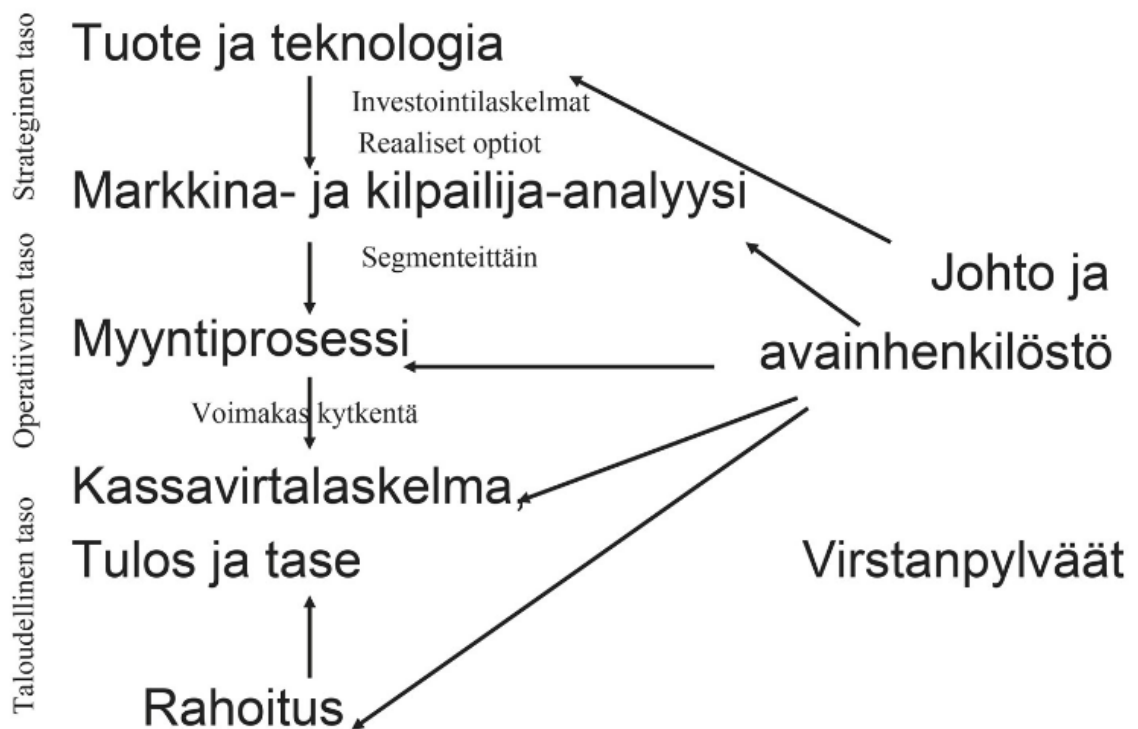 Strateginen taso
Tuote ja teknologia
Investointilaskelmat
Reaaliset optiot
Markkina- ja kilpailija-analyysi
Operatiivinen taso
Segmenteittäin
Johto ja
avainhenkilöstö
Myyntiprosessi
Voimakas kytkentä
Taloudellinen taso
Kassavirtalaskelma,
Tulos ja tase
Virstanpylväät
Rahoitus